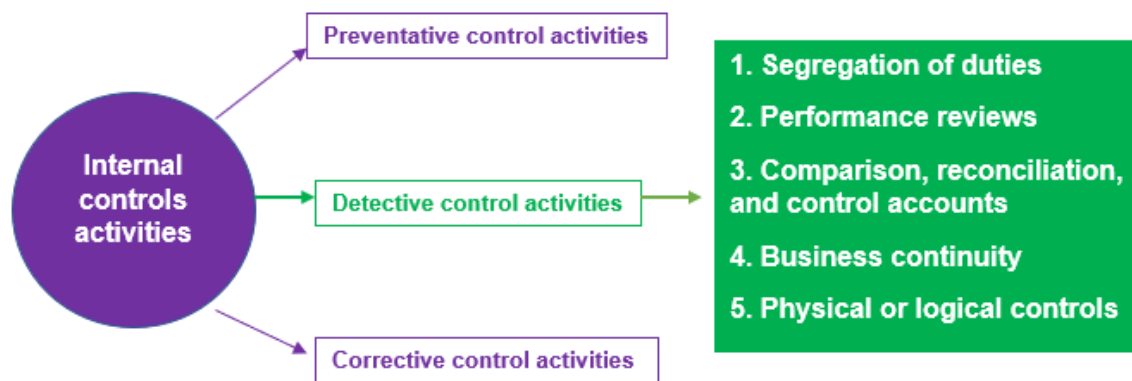 Preventative control activities
Internal
controls
activities
Detective control activities
Corrective control activities
1. Segregation of duties
2. Performance reviews
3. Comparison, reconciliation,
and control accounts
4. Business continuity
5. Physical or logical controls